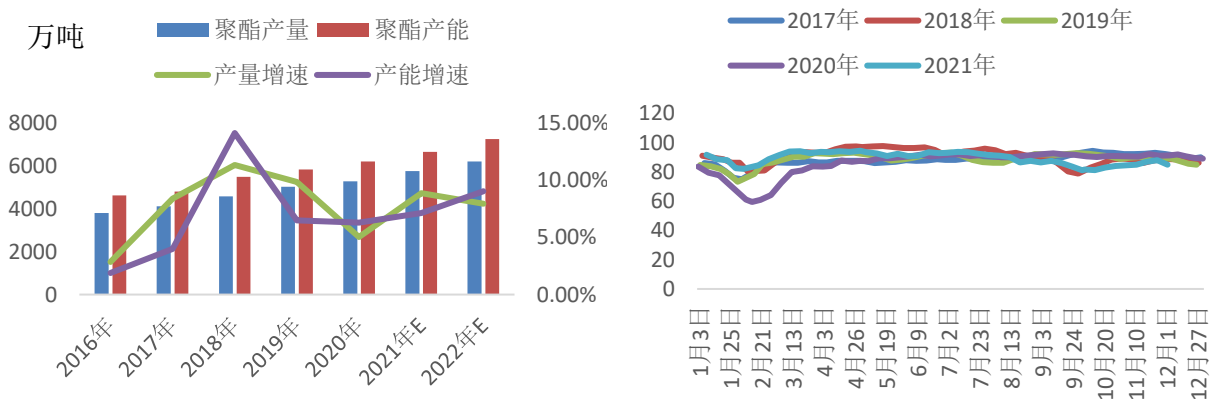 万吨
聚酯产量 聚酯产能
产量增速 产能增速
8000
6000
4000
2000
0
15.00%
10.00%
5.00%
0.00%
2016年
2017年
2018年
2019年
2020年
2021年E
2022年E
2017年 2018年 2019年
2020年 2021年
120
100
80
60
40
20
0
1月3日
1月25日
2月21日
3月13日
4月3日
4月26日
5月19日
6月9日
7月2日
7月23日
8月13日
9月3日
9月24日
10月20日
11月10日
12月1日
12月27日